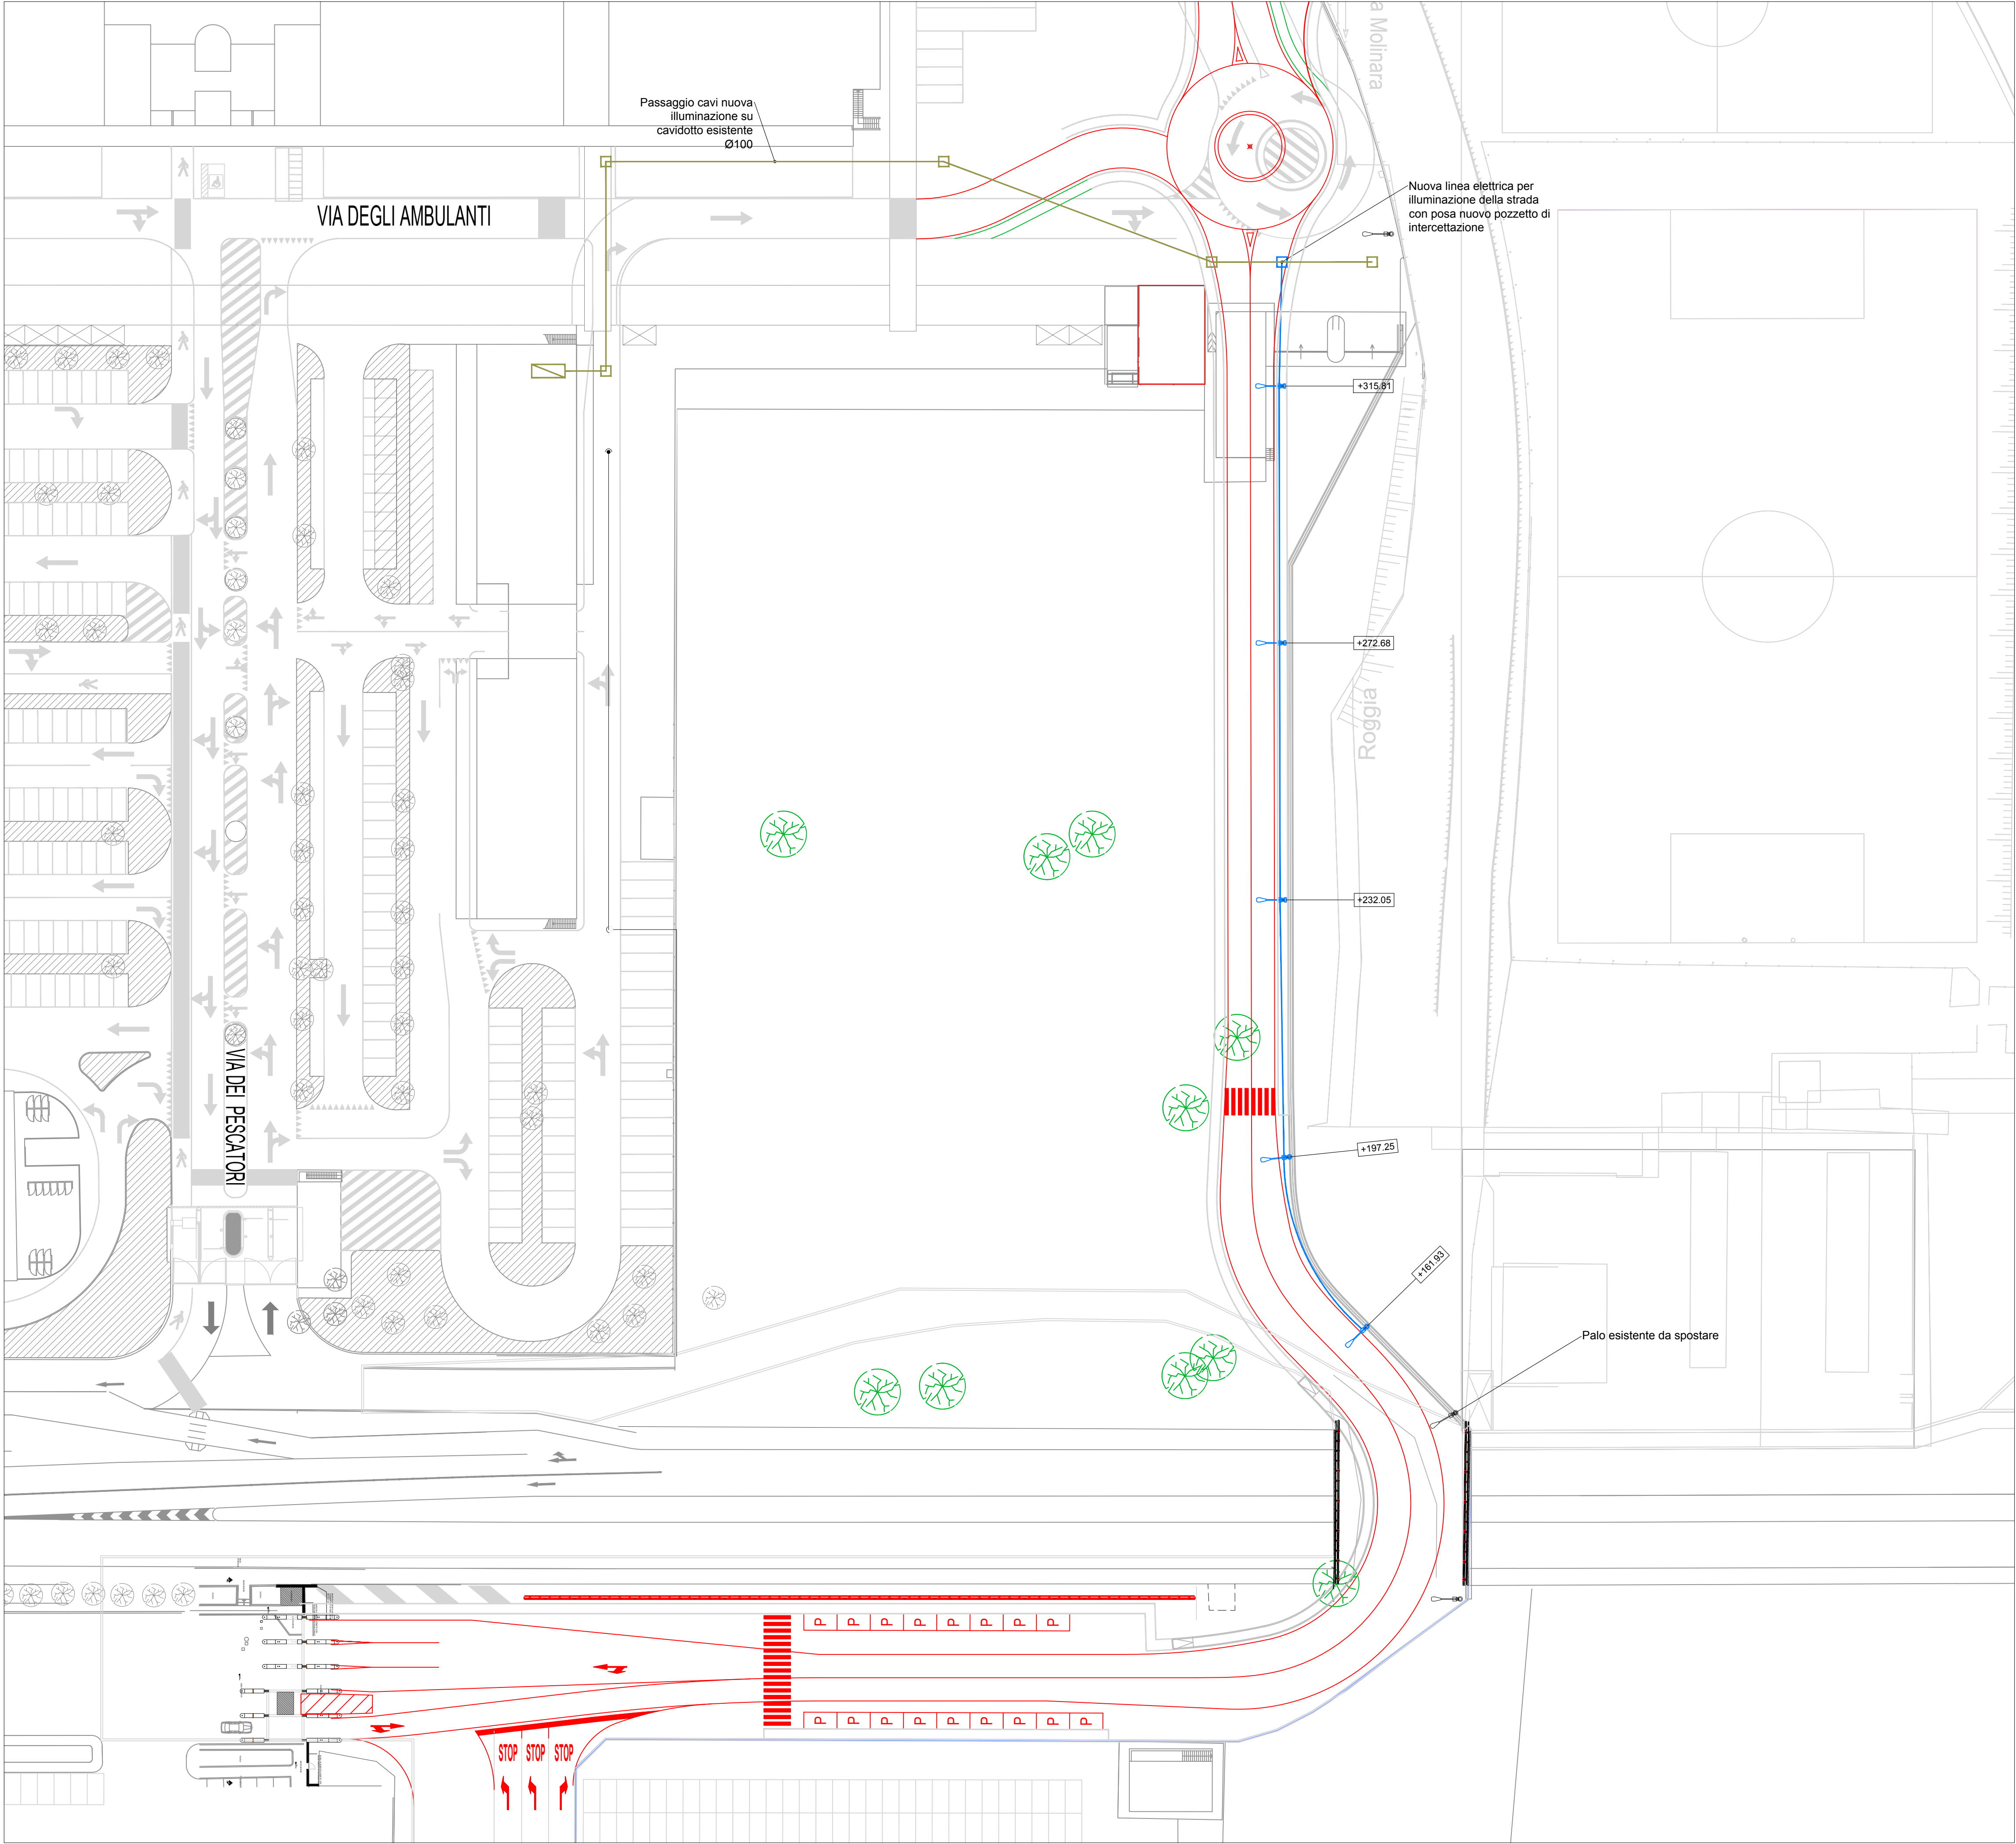 a Molinara
Passaggio cavi nuova
illuminazione su
cavidotto esistente
Ø100
Nuova linea elettrica per
illuminazione della strada
con posa nuovo pozzetto di
intercettazione
VIA DEGLI AMBULANTI
+315.81
+272.68
Roggia
+232.05
VIA DEI PESCATORI
+197.25
+161.93
Palo esistente da spostare
P P P P P P P P
P P P P P P P P P
STOP STOP STOP